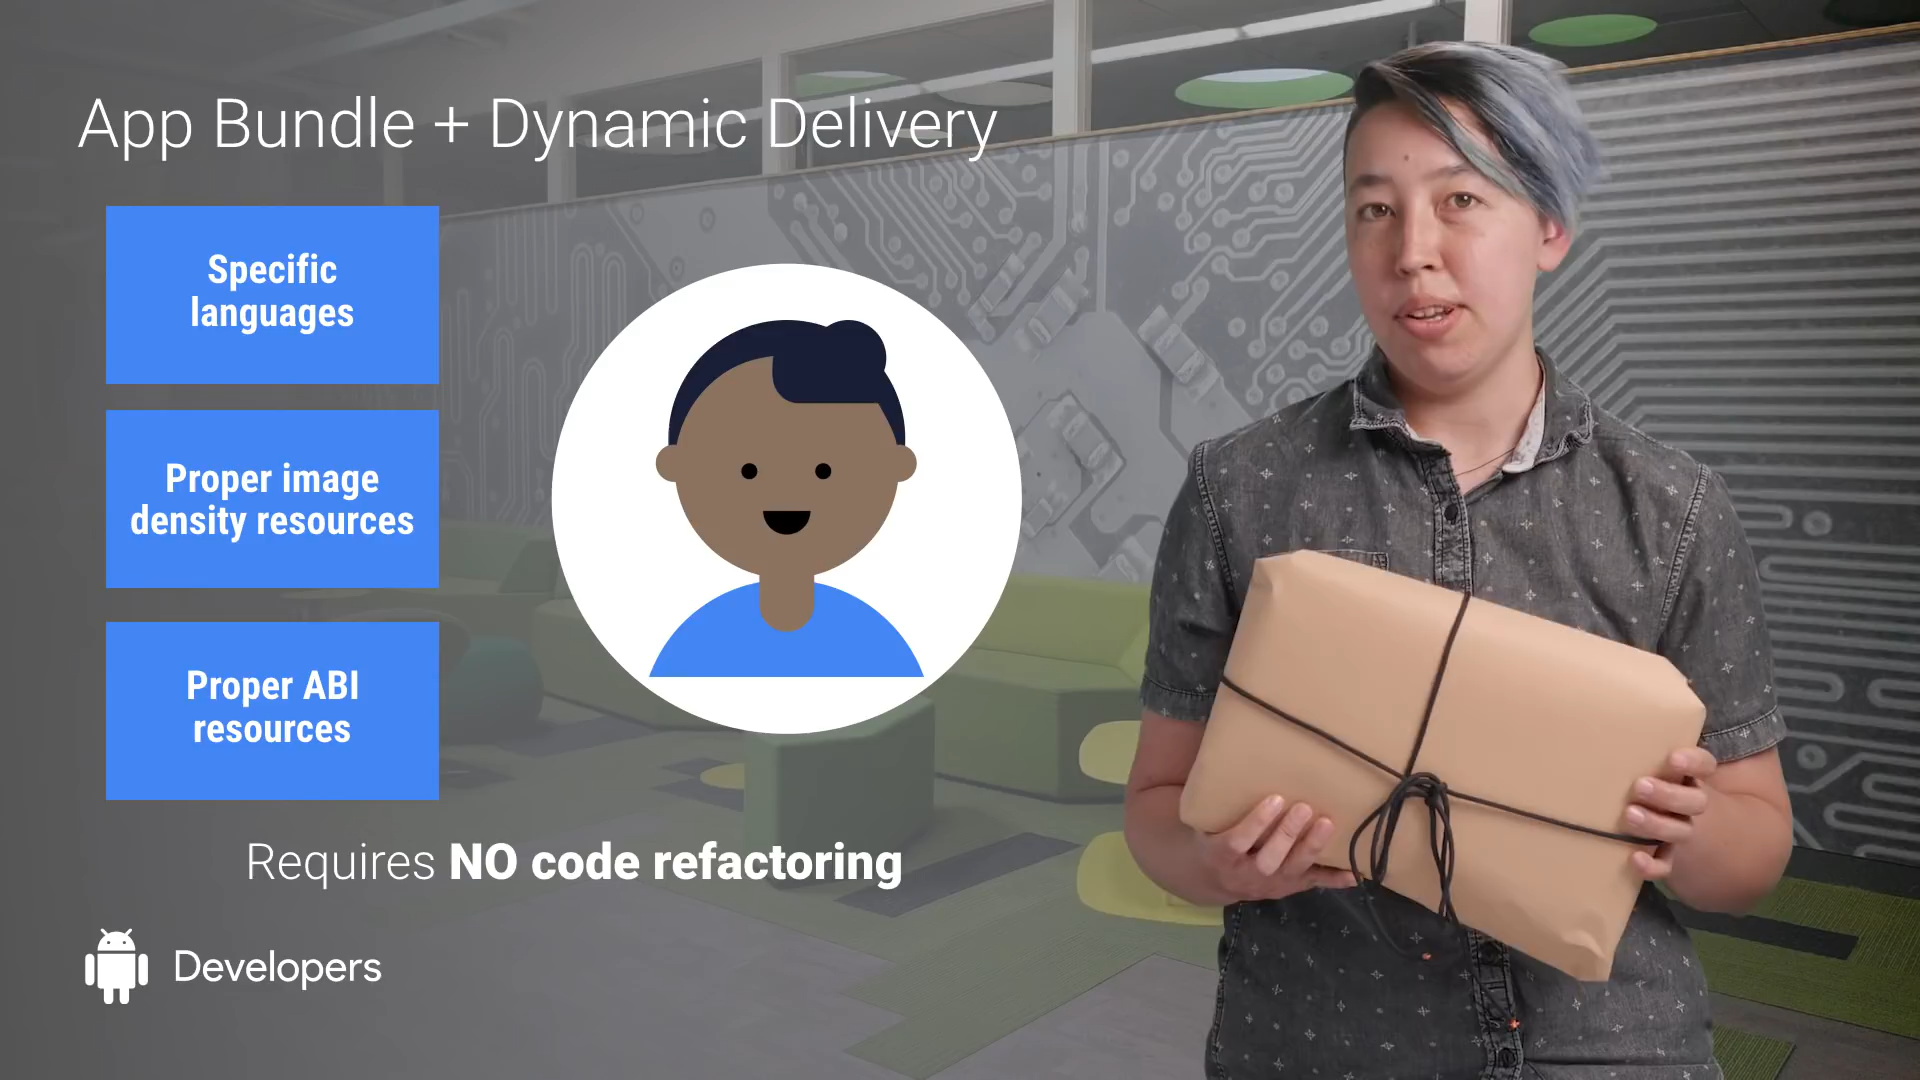 App Bundle + Dynamic Delivery
Specific
languages
Proper image
density resources
Proper ABI
resources
Requires NO code refactoring
Developers